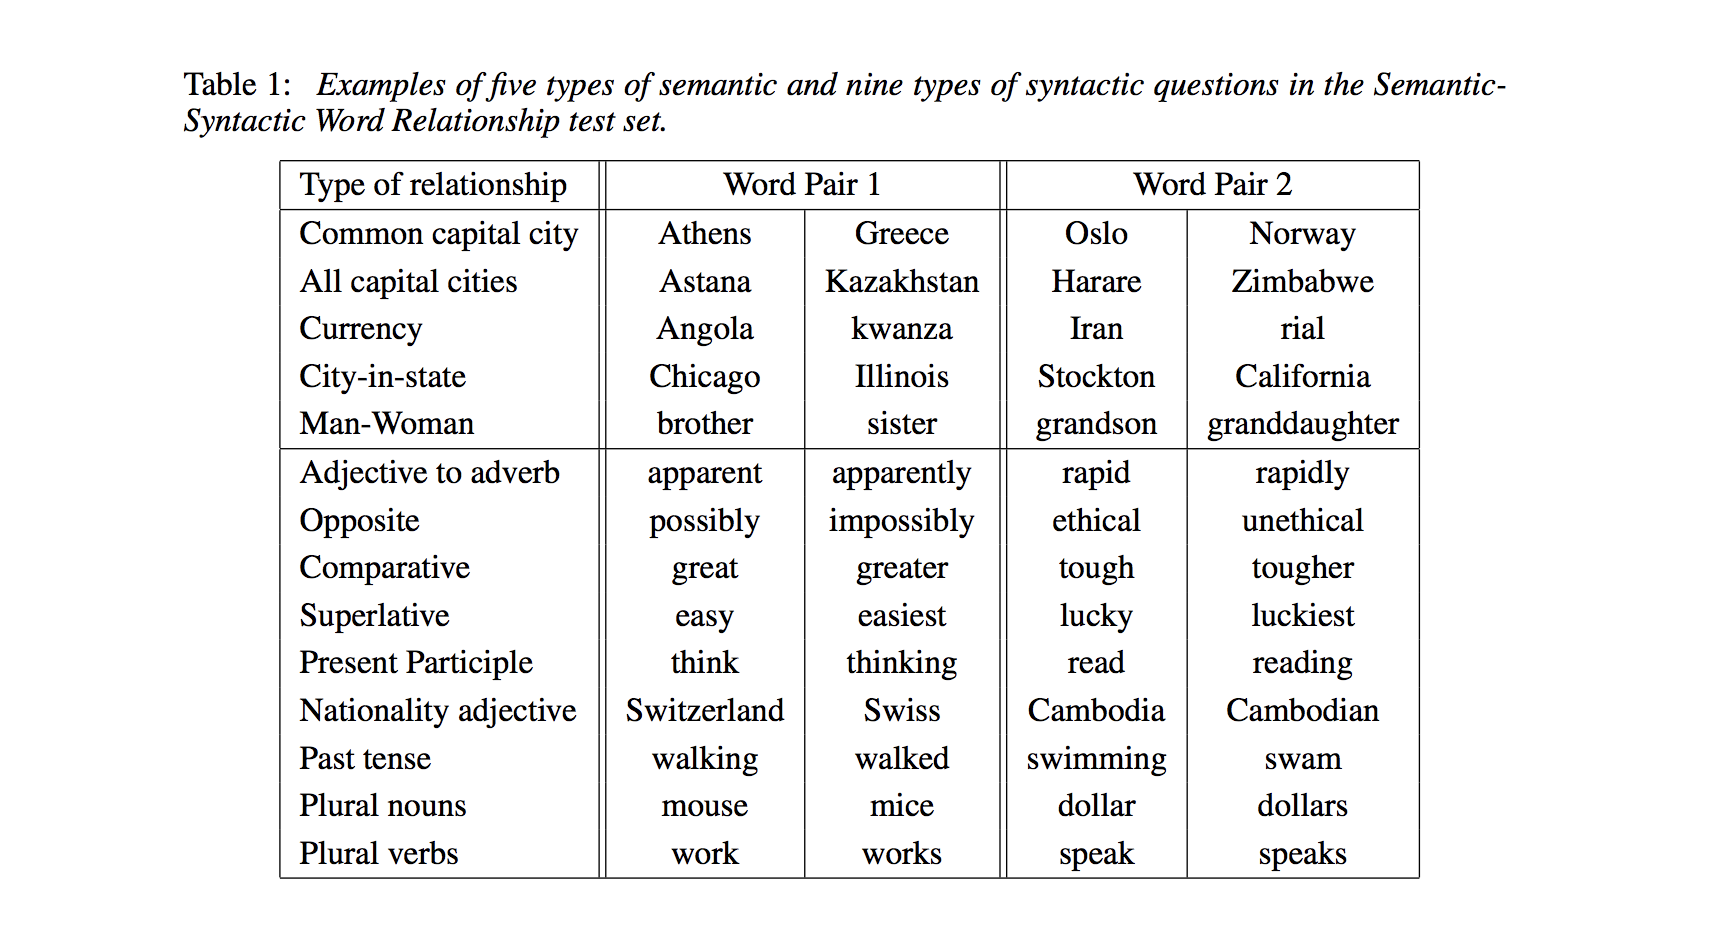 Table 1: Examples of five types of semantic and nine types of syntactic questions in the Semantic-
Syntactic Word Relationship test set.
Type of relationship Word Pair 1 Word Pair 2
Common capital city Athens Greece Oslo Norway
All capital cities Astana Kazakhstan Harare Zimbabwe
Currency Angola kwanza Iran rial
City-in-state Chicago Illinois Stockton California
Man-Woman brother sister grandson granddaughter
Adjective to adverb apparent apparently rapid rapidly
Opposite possibly impossibly ethical unethical
Comparative great greater tough tougher
Superlative easy easiest lucky luckiest
Present Participle think thinking read reading
Nationality adjective Switzerland Swiss Cambodia Cambodian
Past tense walking walked swimming swam
Plural nouns mouse mice dollar dollars
Plural verbs work works speak speaks